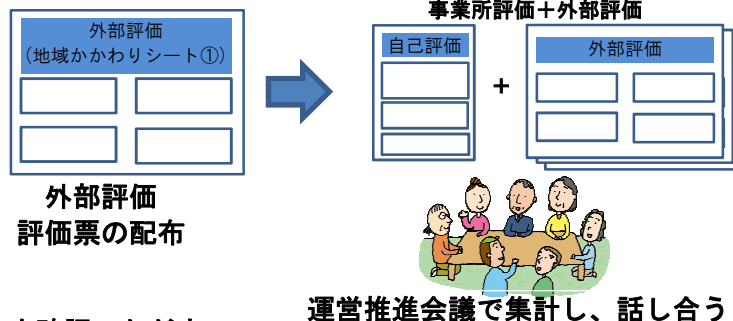 外部評価
(地域かかわりシート①)
外部評価
評価票の配布
事業所評価＋外部評価
自己評価
+
外部評価
運営推進会議で集計し、話し合う